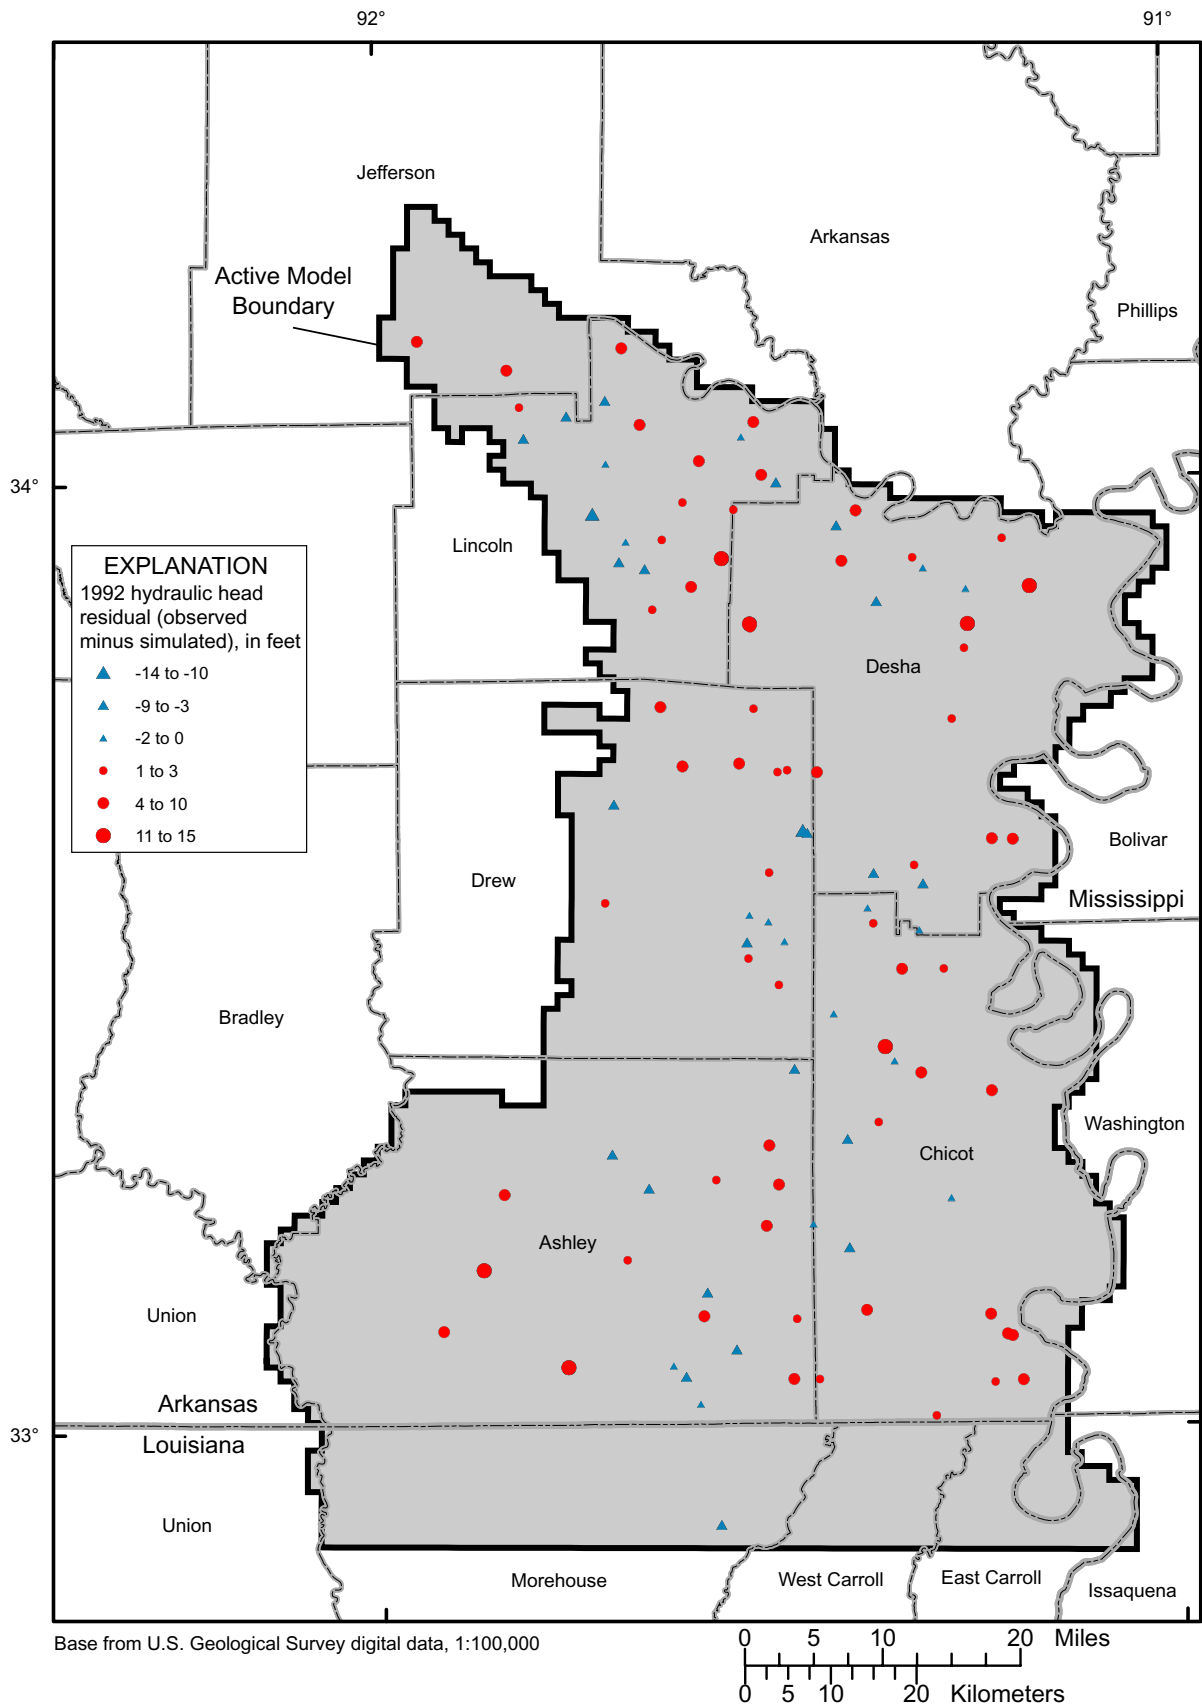 92°
91°
Jefferson
Arkansas
Active Model
Boundary
Phillips
34°
Lincoln
EXPLANATION
1992 hydraulic head
residual (observed
minus simulated), in feet
-14 to -10
-9 to -3
-2 to 0
1 to 3
4 to 10
11 to 15
Desha
Bolivar
Drew
Mississippi
Bradley
Washington
Chicot
Ashley
Union
Arkansas
33°
Louisiana
Union
Morehouse
West Carroll
East Carroll
Issaquena
Base from U.S. Geological Survey digital data, 1:100,000
0 5 10 20 Miles
0 5 10 20 Kilometers